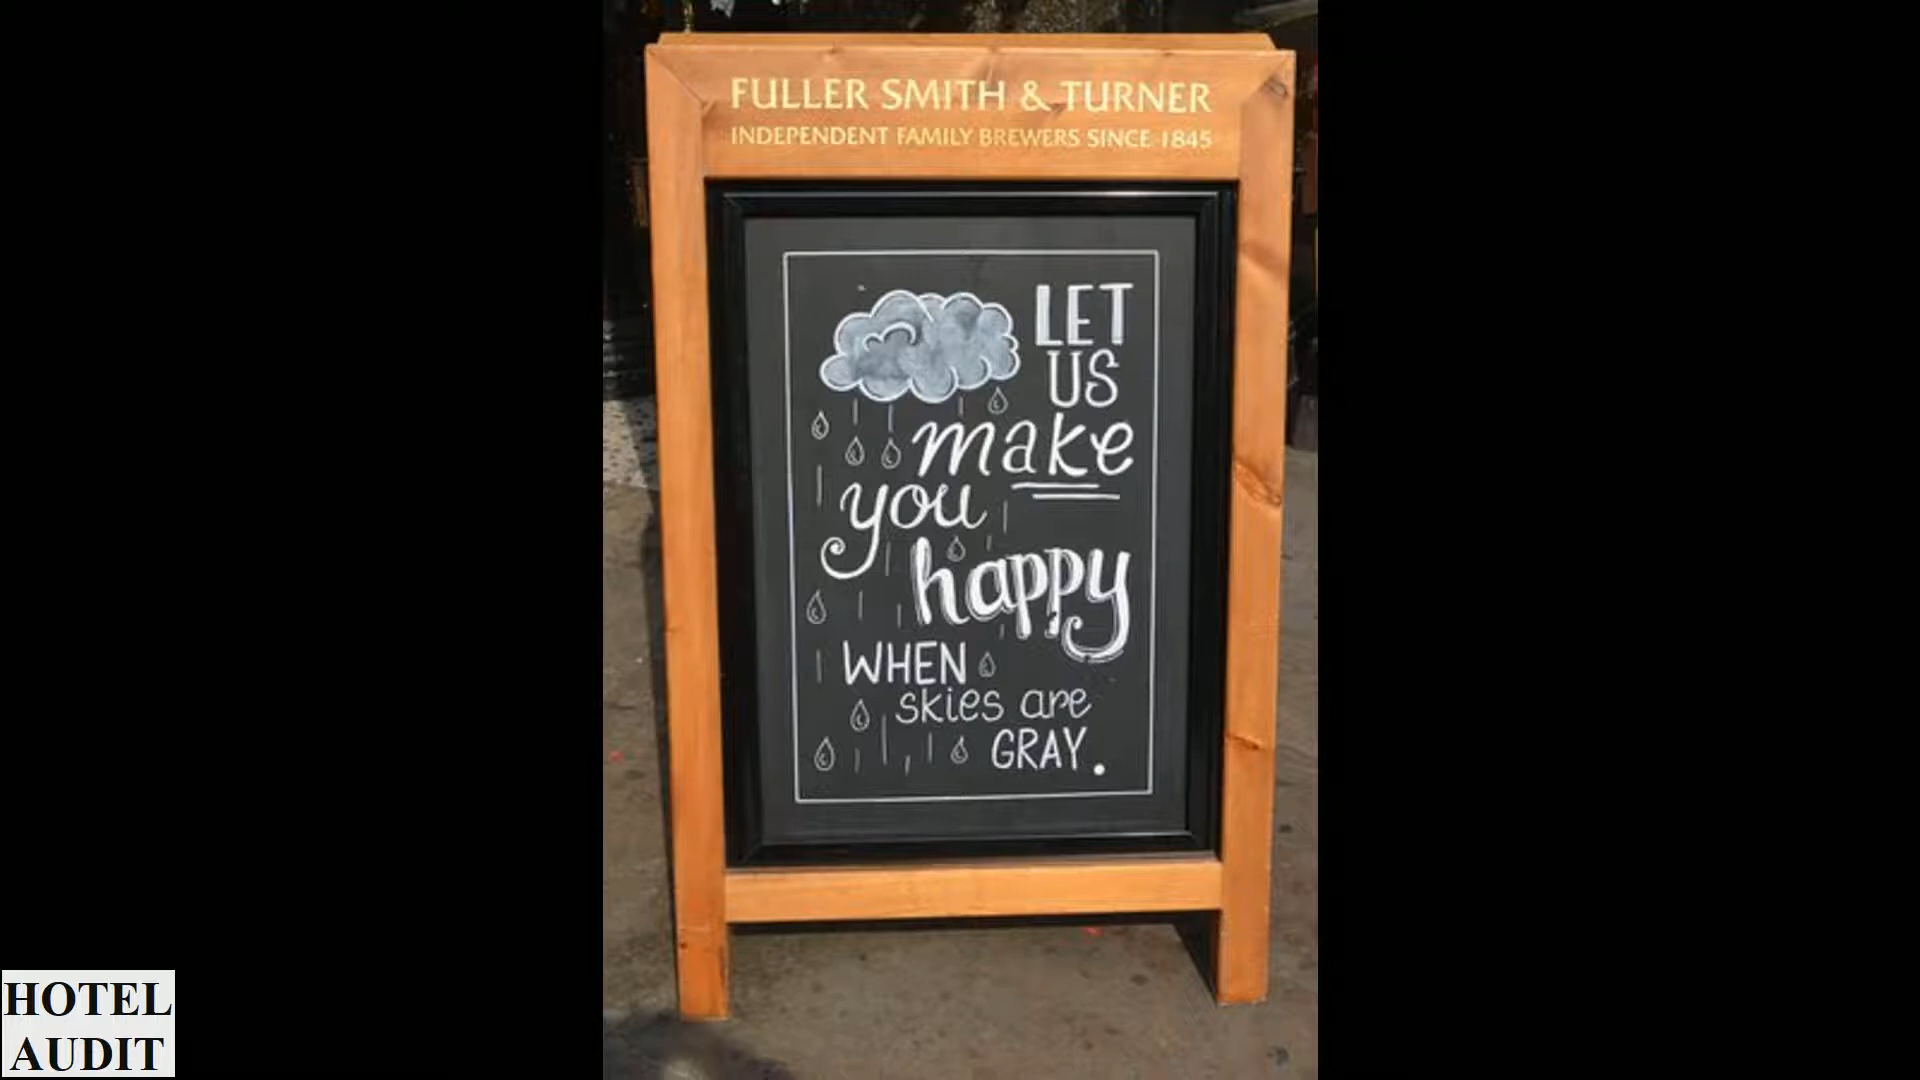 FULLER SMITH & TURNER
INDEPENDENT FAMILY BREWERS SINCE 1845
LET
US
make
you
happy
WHEN
skies are
GRAY.
HOTEL
AUDIT